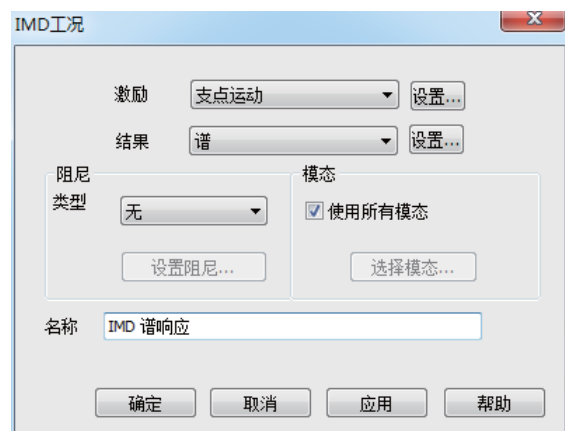 IMD工况
激励 支点运动 设置...
结果 谱 设置...
阻尼 模态
类型 无 使用所有模态
设置阻尼... 选择模态...
名称 IMD 谱响应
确定 取消 应用 帮助